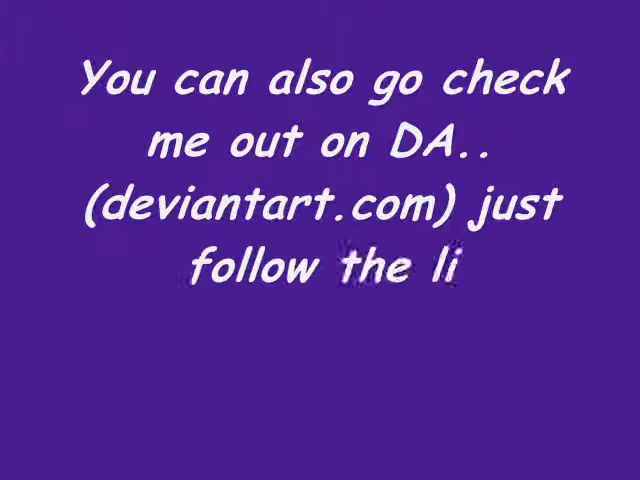 You can also go check
me out on DA..
(deviantart.com) just
follow the li